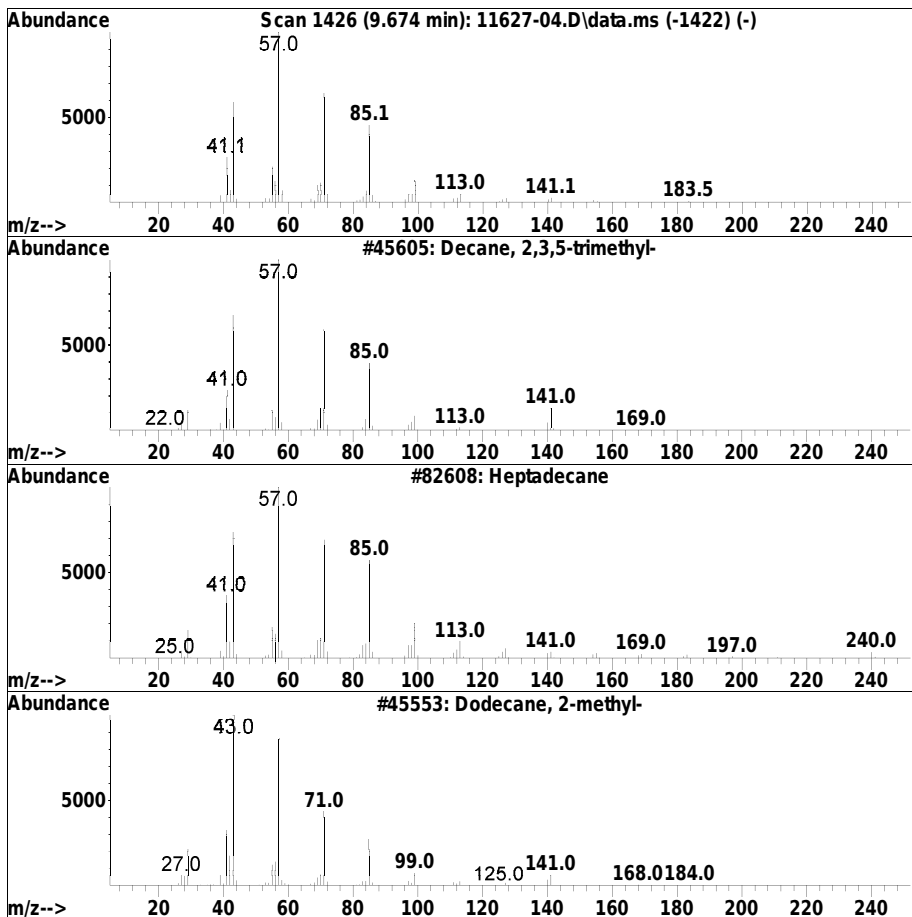 Abundance Scan 1426 (9.674 min): 11627-04.D\data.ms (-1422) (-)
57.0
5000 85.1
41.1
113.0 141.1 183.5
m/z--> 20 40 60 80 100 120 140 160 180 200 220 240
Abundance #45605: Decane, 2,3,5-trimethyl-
57.0
5000 85.0
41.0 141.0
22.0 113.0 169.0
m/z--> 20 40 60 80 100 120 140 160 180 200 220 240
Abundance #82608: Heptadecane
57.0
5000 85.0
41.0
25.0 113.0 141.0 169.0 197.0 240.0
m/z--> 20 40 60 80 100 120 140 160 180 200 220 240
Abundance #45553: Dodecane, 2-methyl-
43.0
5000 71.0
27.0 99.0 125.0 141.0 168.0 184.0
m/z--> 20 40 60 80 100 120 140 160 180 200 220 240